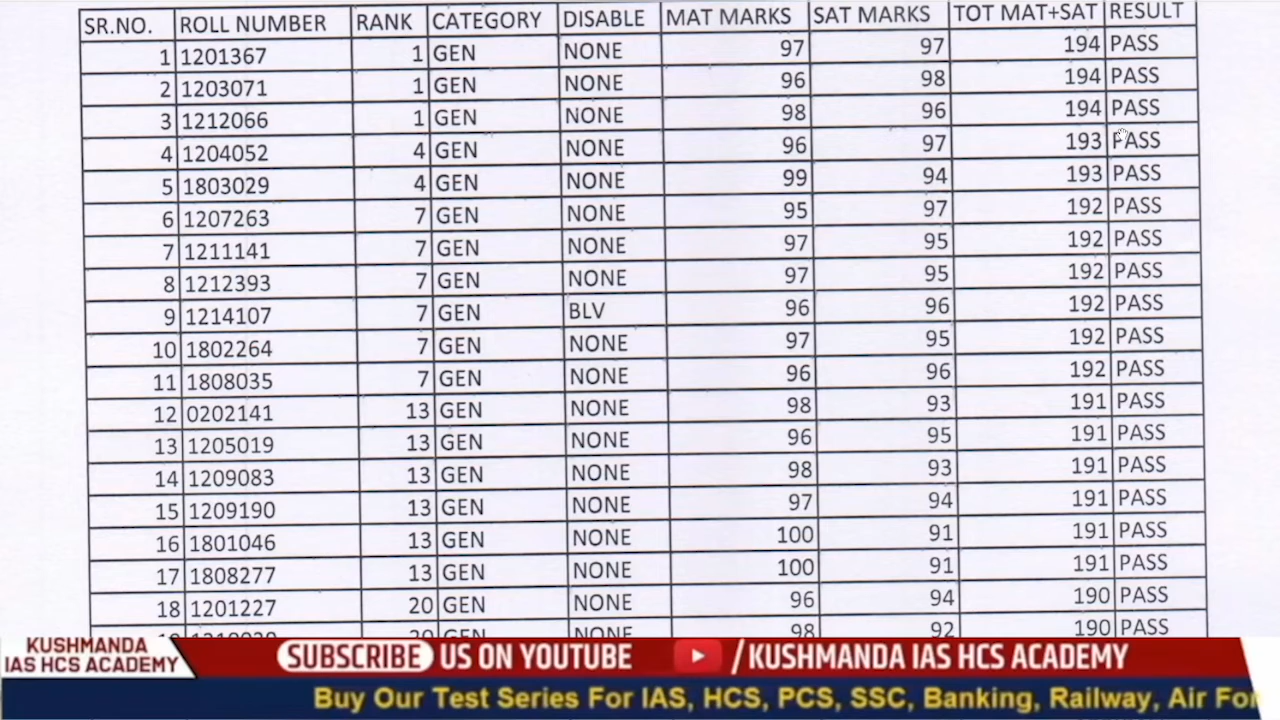 SR.NO. ROLL NUMBER RANK CATEGORY DISABLE MAT MARKS SAT MARKS TOT MAT+SAT RESULT
1 1201367 1 GEN NONE 97 97 194 PASS
2 1203071 1 GEN NONE 96 98 194 PASS
3 1212066 1 GEN NONE 98 96 194 PASS
4 1204052 4 GEN NONE 96 97 193 PASS
5 1803029 4 GEN NONE 99 94 193 PASS
6 1207263 7 GEN NONE 95 97 192 PASS
7 1211141 7 GEN NONE 97 95 192 PASS
8 1212393 7 GEN NONE 97 95 192 PASS
9 1214107 7 GEN BLV 96 96 192 PASS
10 1802264 7 GEN NONE 97 95 192 PASS
11 1808035 7 GEN NONE 96 96 192 PASS
12 0202141 13 GEN NONE 98 93 191 PASS
13 1205019 13 GEN NONE 96 95 191 PASS
14 1209083 13 GEN NONE 98 93 191 PASS
15 1209190 13 GEN NONE 97 94 191 PASS
16 1801046 13 GEN NONE 100 91 191 PASS
17 1808277 13 GEN NONE 100 91 191 PASS
18 1201227 20 GEN NONE 96 94 190 PASS
20 GEN NONE 98 92 190 PASS
KUSHMANDA
IAS HCS ACADEMY
SUBSCRIBE US ON YOUTUBE /KUSHMANDA IAS HCS ACADEMY
Buy Our Test Series For IAS, HCS, PCS, SSC, Banking, Railway, Air For